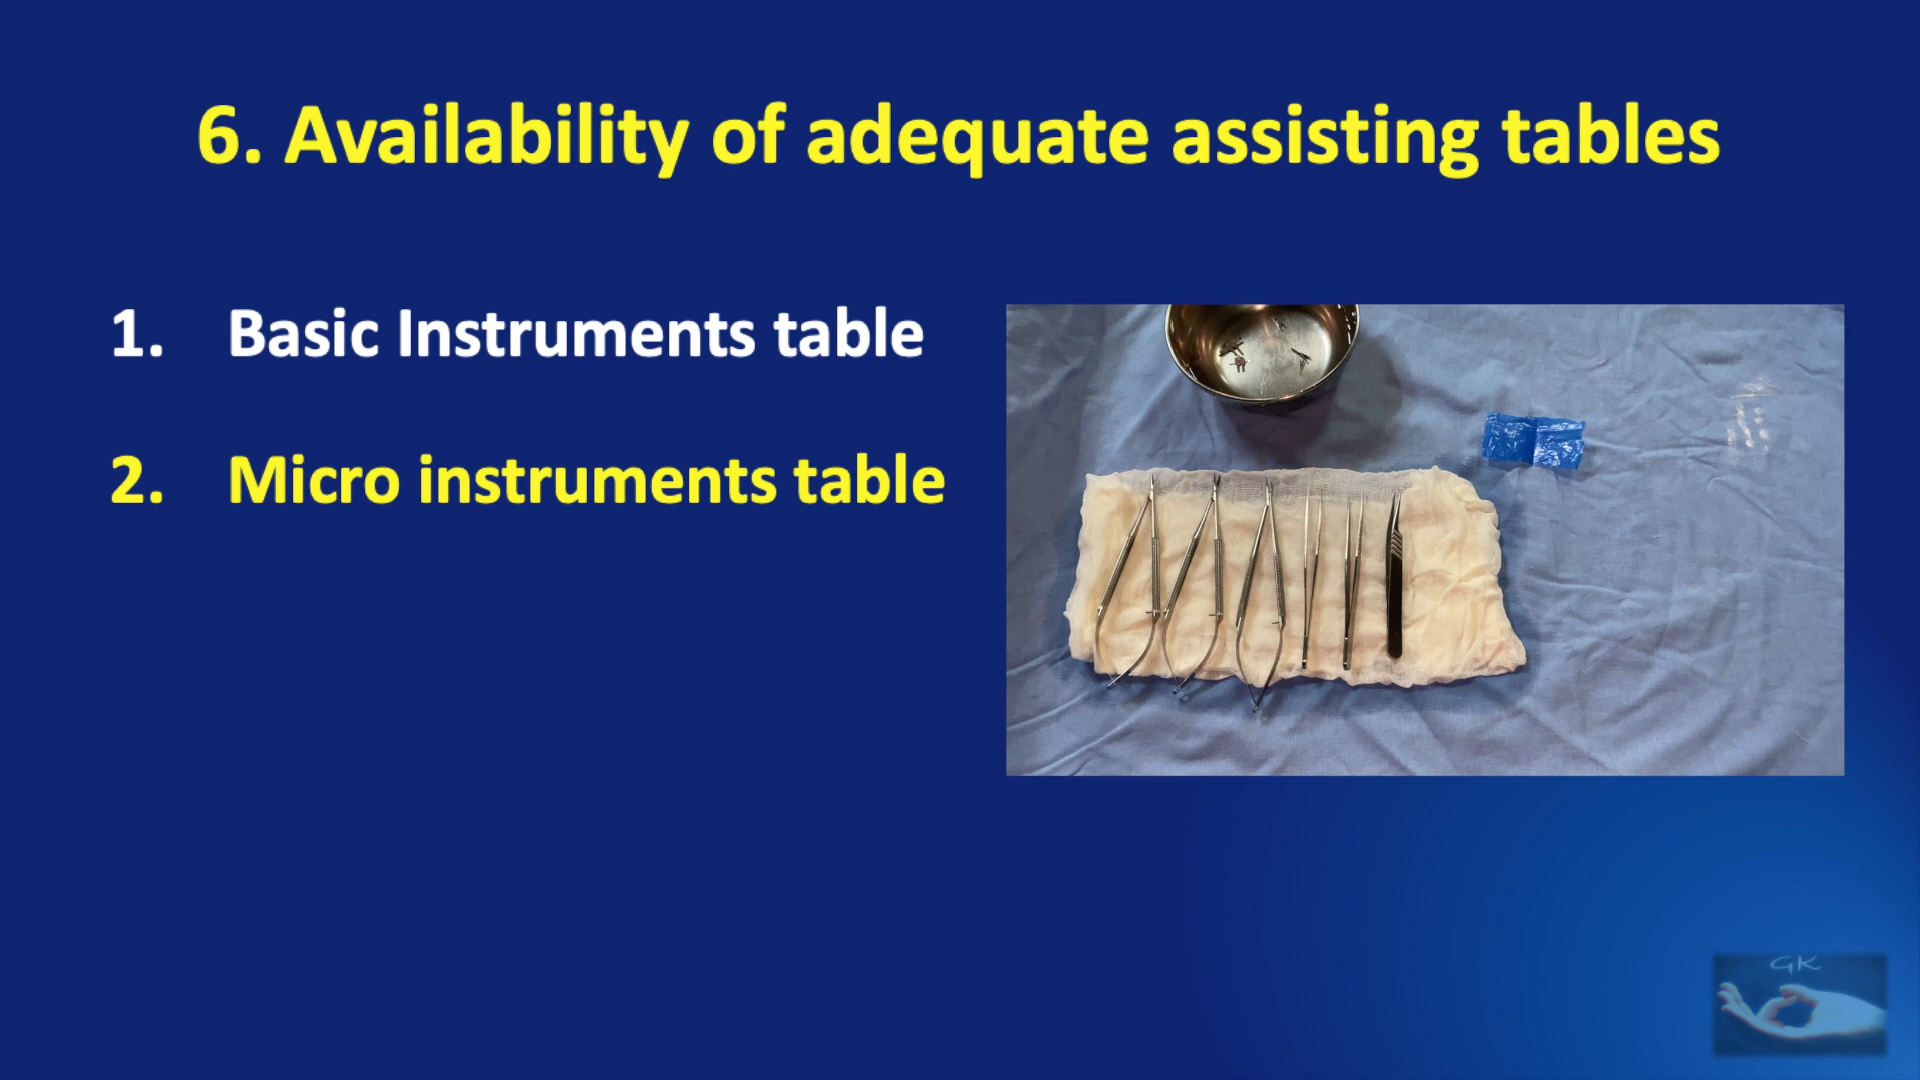 6. Availability of adequate assisting tables
1. Basic Instruments table
2. Micro instruments table
GK